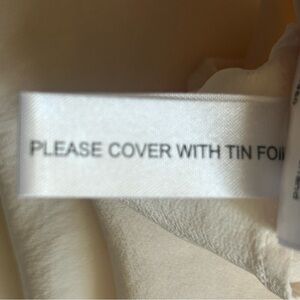 PLEASE COVER WITH TIN FOI